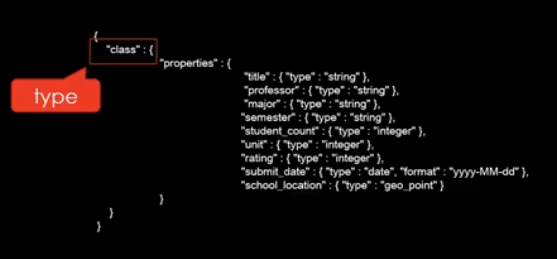 {
"class" : {
type
"properties" : {
"title" : { "type" : "string" },
"professor" : { "type" : "string" },
"major" : { "type" : "string" },
"semester" : { "type" : "string" },
"student_count" : { "type" : "integer" },
"unit" : { "type" : "integer" },
"rating" : { "type" : "integer" },
"submit_date" : { "type" : "date", "format" : "yyyy-MM-dd" },
"school_location" : { "type" : "geo_point" }
}
}
}